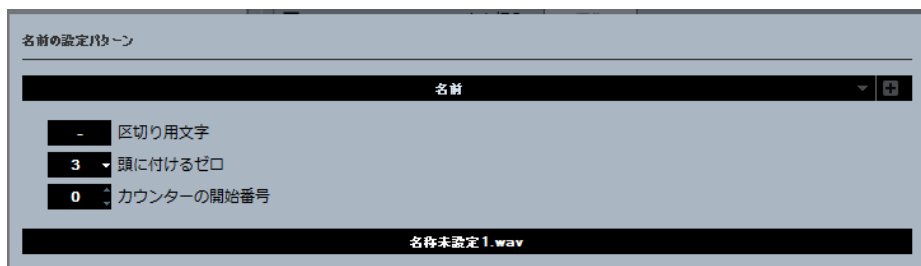 名前の設定パターン
名前
- 区切り用文字
3 頭に付けるゼロ
0 カウンターの開始番号
名称未設定1.wav